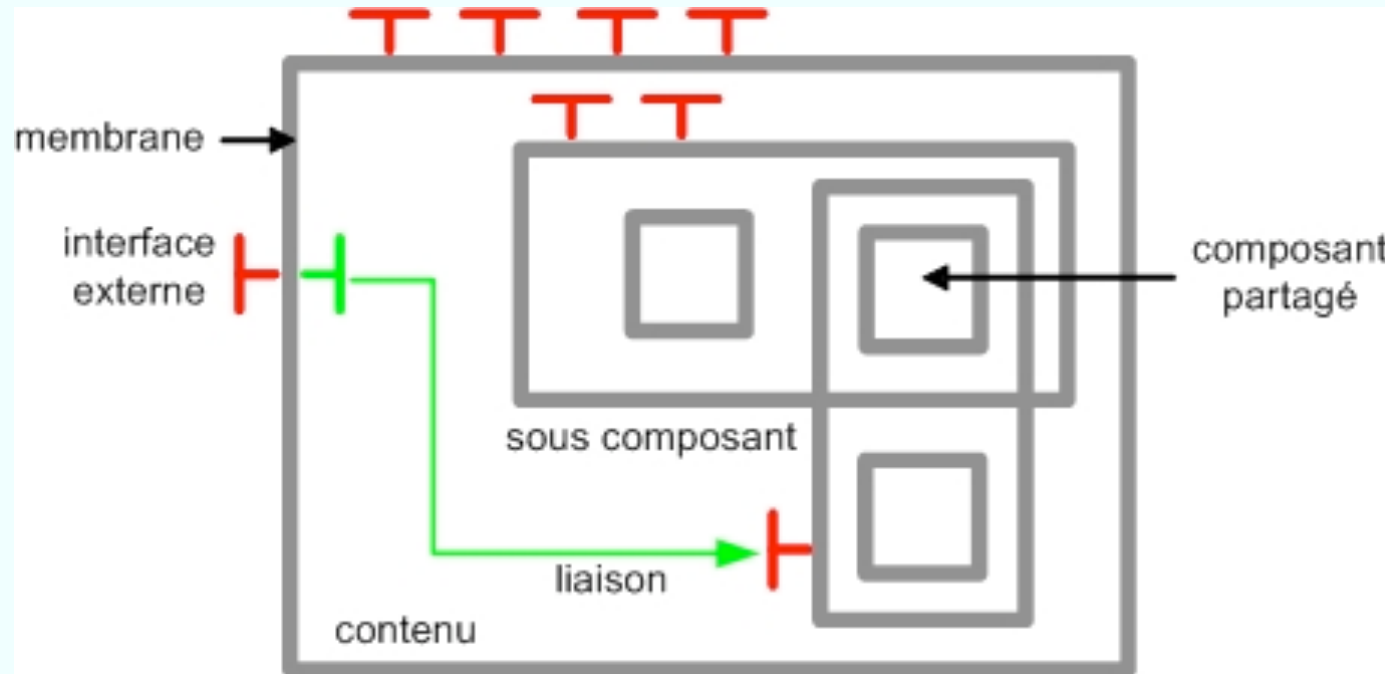 membrane
interface
externe
composant
partagé
sous composant
liaison
contenu